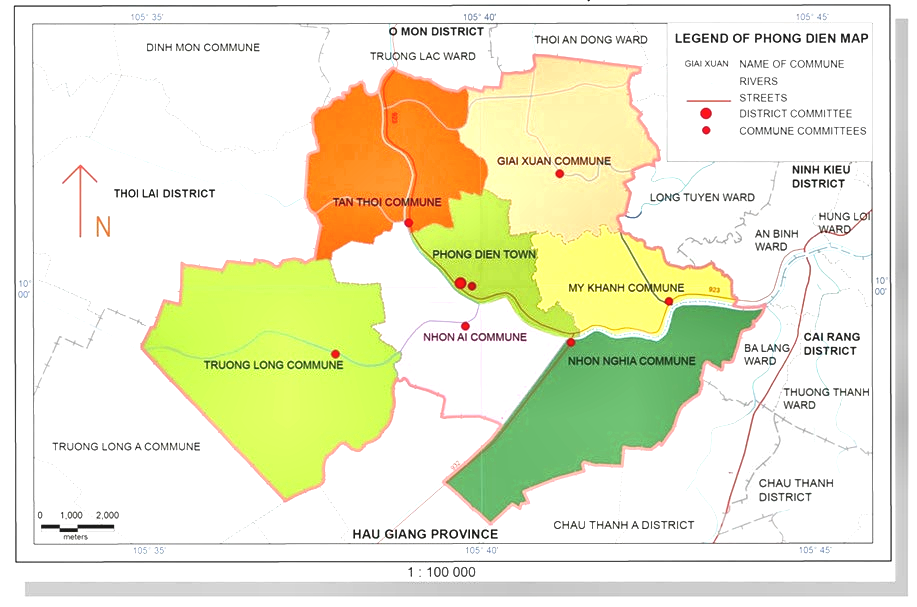 105° 35'
105° 40'
105° 45'
O MON DISTRICT
DINH MON COMMUNE
THOI AN DONG WARD
TRUONG LAC WARD
LEGEND OF PHONG DIEN MAP
GIAI XUAN NAME OF COMMUNE
RIVERS
STREETS
DISTRICT COMMITTEE
COMMUNE COMMITTEES
923
GIAI XUAN COMMUNE
NINH KIEU
DISTRICT
THOI LAI DISTRICT
LONG TUYEN WARD
TAN THOI COMMUNE
N
HUNG LOI
WARD
AN BINH
WARD
PHONG DIEN TOWN
10°
00'
MY KHANH COMMUNE
923
10°
00'
NHON AI COMMUNE
CAI RANG
DISTRICT
BA LANG
WARD
TRUONG LONG COMMUNE
NHON NGHIA COMMUNE
THUONG THANH
WARD
TRUONG LONG A COMMUNE
CHAU THANH
DISTRICT
0 1,000 2,000
meters
HAU GIANG PROVINCE
CHAU THANH A DISTRICT
105° 35'
105° 40'
105° 45'
1 : 100 000